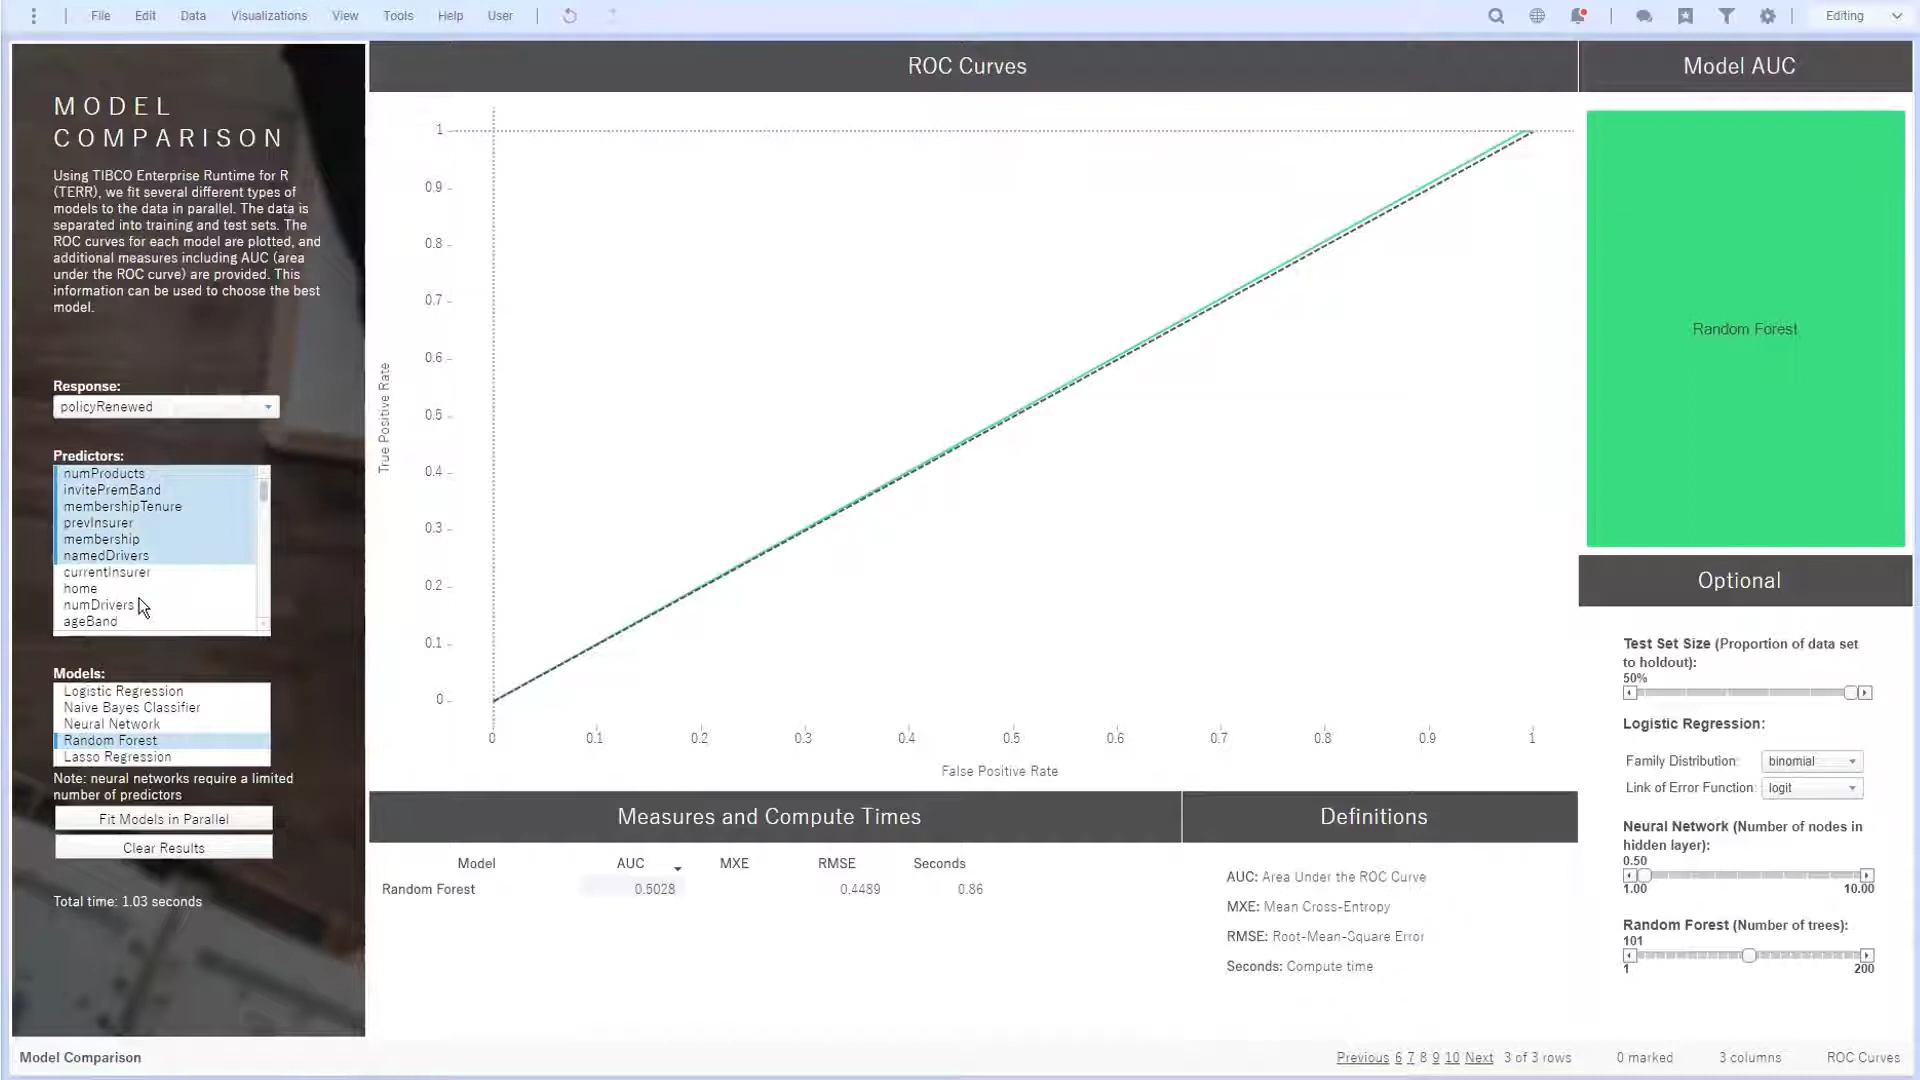 File Edit Data Visualizations View Tools Help User Editing
MODEL
COMPARISON
Using TIBCO Enterprise Runtime for R
(TERR), we fit several different types of
models to the data in parallel. The data is
separated into training and test sets. The
ROC curves for each model are plotted, and
additional measures including AUC (area
under the ROC curve) are provided. This
information can be used to choose the best
model.
Response:
policyRenewed
Predictors:
numProducts
invitePremBand
membershipTenure
prevInsurer
membership
namedDrivers
currentInsurer
home
numDrivers
ageBand
Models:
Logistic Regression
Naive Bayes Classifier
Neural Network
Random Forest
Lasso Regression
Note: neural networks require a limited
number of predictors
Fit Models in Parallel
Clear Results
Total time: 1.03 seconds
ROC Curves
True Positive Rate
1
0.9
0.8
0.7
0.6
0.5
0.4
0.3
0.2
0.1
0
0 0.1 0.2 0.3 0.4 0.5 0.6 0.7 0.8 0.9 1
False Positive Rate
Model AUC
Random Forest
Measures and Compute Times
Model AUC MXE RMSE Seconds
Random Forest 0.5028 0.4489 0.86
Definitions
AUC: Area Under the ROC Curve
MXE: Mean Cross-Entropy
RMSE: Root-Mean-Square Error
Seconds: Compute time
Optional
Test Set Size (Proportion of data set
to holdout):
50%
Logistic Regression:
Family Distribution: binomial
Link of Error Function: logit
Neural Network (Number of nodes in
hidden layer):
0.50
1.00 10.00
Random Forest (Number of trees):
101
1 200
Model Comparison Previous 6 7 8 9 10 Next 3 of 3 rows 0 marked 3 columns ROC Curves